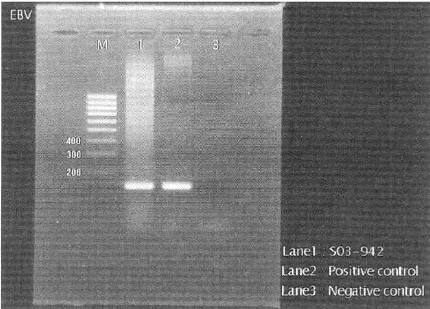 EBV
M 1 2 3
400
300
200
Lane1 S03-942
Lane2 Positive control
Lane3 Negative control